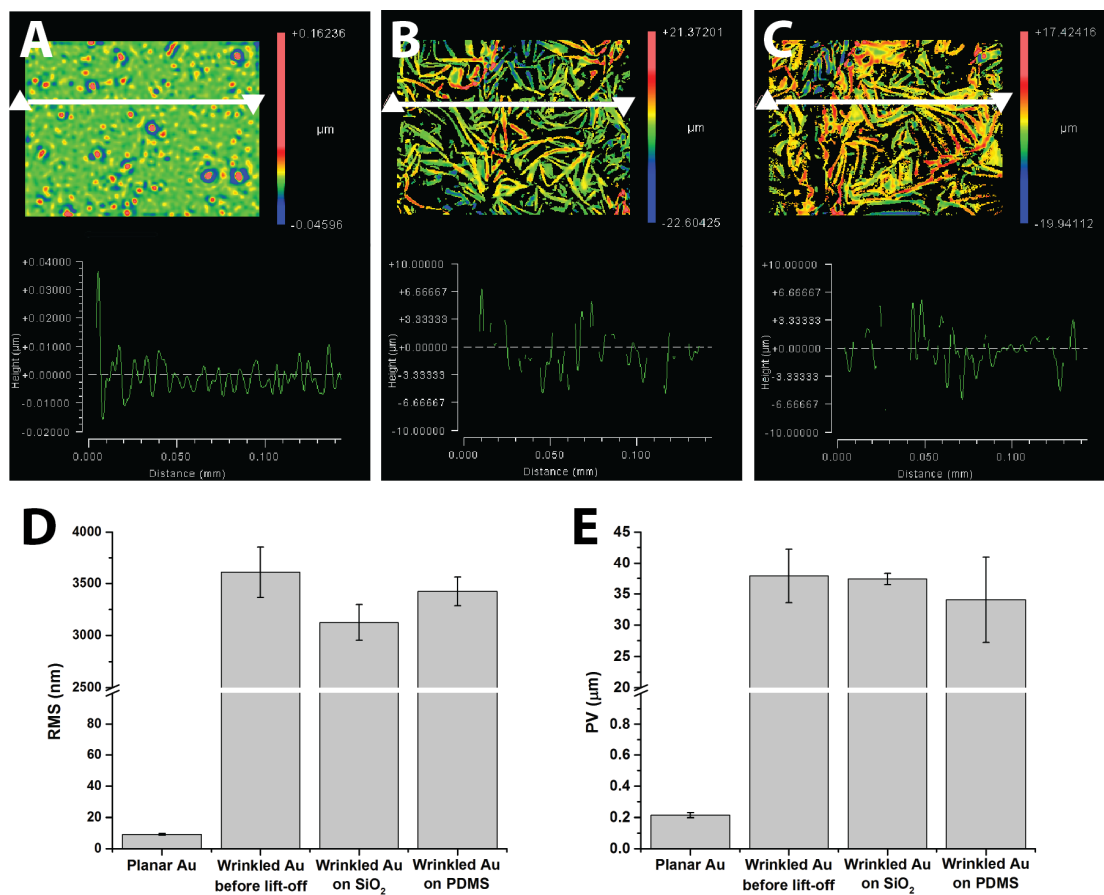 A
+0.16236
µm
-0.04596
+0.04000
+0.03000
+0.02000
+0.01000
+0.00000
-0.01000
-0.02000
Height (µm)
0.000 0.050 0.100
Distance (mm)
B
+21.37201
µm
-22.60425
+10.00000
+6.66667
+3.33333
+0.00000
-3.33333
-6.66667
-10.00000
Height (µm)
0.000 0.050 0.100
Distance (mm)
C
+17.42416
µm
-19.94112
+10.00000
+6.66667
+3.33333
+0.00000
-3.33333
-6.66667
-10.00000
Height (µm)
0.000 0.050 0.100
Distance (mm)
D
4000
3500
3000
2500
80
60
40
20
0
RMS (nm)
Planar Au
Wrinkled Au
before lift-off
Wrinkled Au
on SiO₂
Wrinkled Au
on PDMS
E
45
40
35
30
25
20
0.8
0.6
0.4
0.2
0.0
PV (µm)
Planar Au
Wrinkled Au
before lift-off
Wrinkled Au
on SiO₂
Wrinkled Au
on PDMS